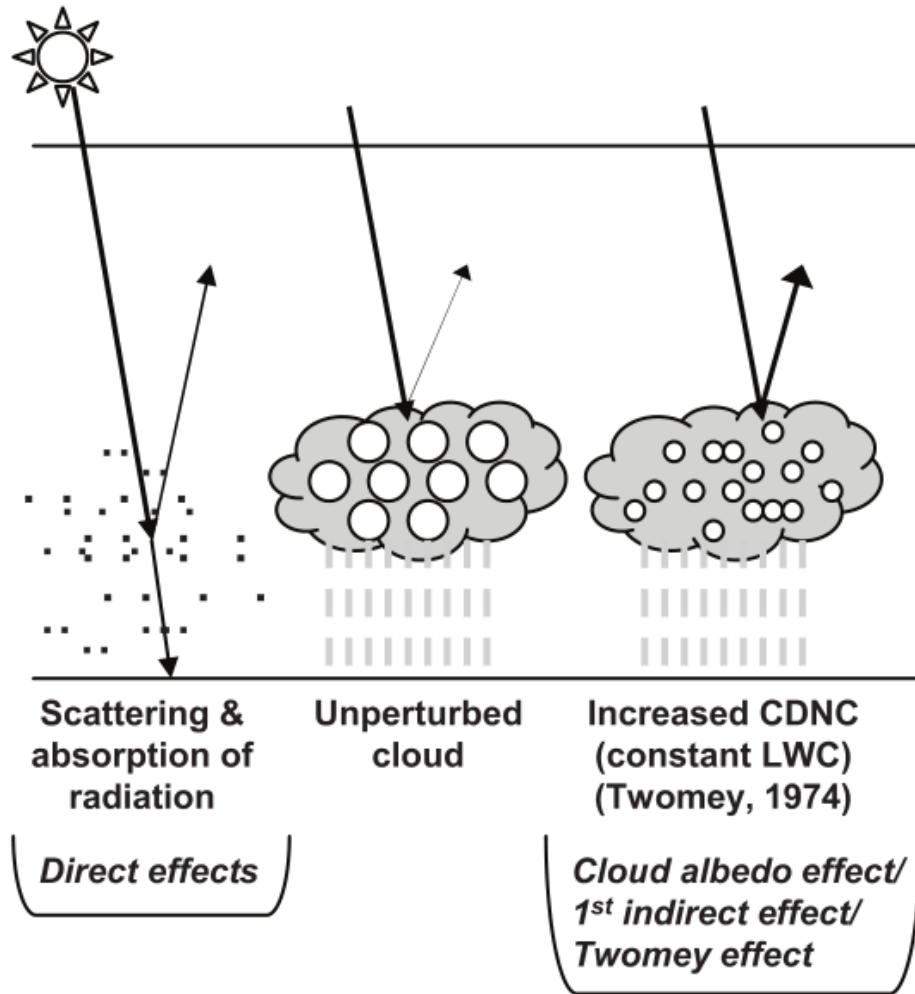 Scattering &
absorption of
radiation
Direct effects
Unperturbed
cloud
Increased CDNC
(constant LWC)
(Twomey, 1974)
Cloud albedo effect/
1st indirect effect/
Twomey effect